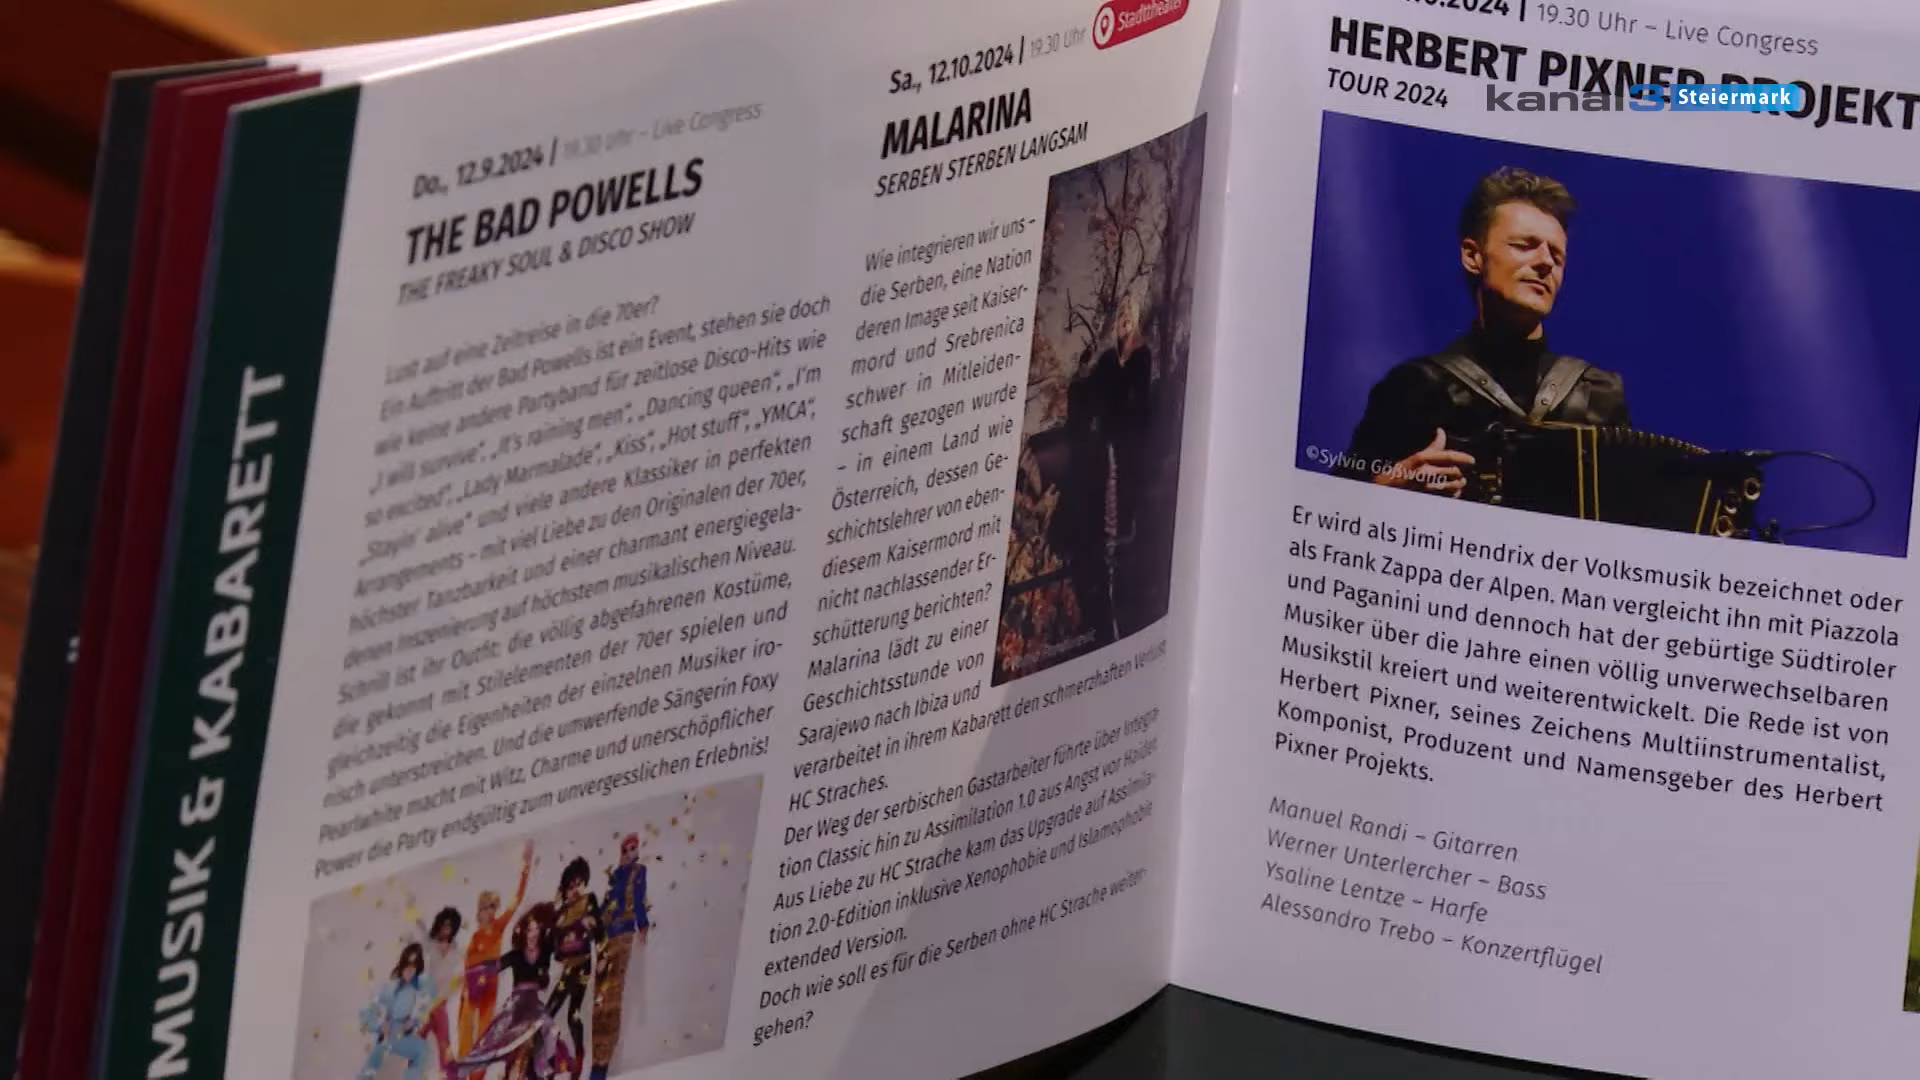 MUSIK & KABARETT
Do., 12.9.2024 | 19.30 Uhr – Live Congress
THE BAD POWELLS
THE FREAKY SOUL & DISCO SHOW
Lust auf eine Zeitreise in die 70er?
Ein Auftritt der Bad Powells ist ein Event, stehen sie doch
wie keine andere Partyband für zeitlose Disco-Hits wie
„I will survive“, „It's raining men“, „Dancing queen“, „I'm
so excited“, „Lady Marmalade“, „Kiss“, „Hot stuff“, „YMCA“,
„Stayin' alive“ und viele andere Klassiker in perfekten
Arrangements – mit viel Liebe zu den Originalen der 70er,
höchster Tanzbarkeit und einer charmant energiegela-
denen Inszenierung auf höchstem musikalischen Niveau.
Schrill ist ihr Outfit: die völlig abgefahrenen Kostüme,
die gekonnt mit Stilelementen der 70er spielen und
gleichzeitig die Eigenheiten der einzelnen Musiker iro-
nisch unterstreichen. Und die umwerfende Sängerin Foxy
Pearlwhite macht mit Witz, Charme und unerschöpflicher
Power die Party endgültig zum unvergesslichen Erlebnis!
Sa., 12.10.2024 | 19.30 Uhr
Stadttheater
MALARINA
SERBEN STERBEN LANGSAM
Wie integrieren wir uns –
die Serben, eine Nation
deren Image seit Kaiser-
mord und Srebrenica
schwer in Mitleiden-
schaft gezogen wurde
– in einem Land wie
Österreich, dessen Ge-
schichtslehrer von eben-
diesem Kaisermord mit
nicht nachlassender Er-
schütterung berichten?
Malarina lädt zu einer
Geschichtsstunde von
Sarajewo nach Ibiza und
verarbeitet in ihrem Kabarett den schmerzhaften Verlust
HC Straches.
Der Weg der serbischen Gastarbeiter führte über Integra-
tion Classic hin zu Assimilation 1.0 aus Angst vor Haider.
Aus Liebe zu HC Strache kam das Upgrade auf Assimila-
tion 2.0-Edition inklusive Xenophobie und Islamophobie
extended Version.
Doch wie soll es für die Serben ohne HC Strache weiter-
gehen?
.2024 | 19.30 Uhr – Live Congress
HERBERT PIXNER PROJEKT
TOUR 2024
kanal3 Steiermark
©Sylvia Gößwang
Er wird als Jimi Hendrix der Volksmusik bezeichnet oder
als Frank Zappa der Alpen. Man vergleicht ihn mit Piazzola
und Paganini und dennoch hat der gebürtige Südtiroler
Musiker über die Jahre einen völlig unverwechselbaren
Musikstil kreiert und weiterentwickelt. Die Rede ist von
Herbert Pixner, seines Zeichens Multiinstrumentalist,
Komponist, Produzent und Namensgeber des Herbert
Pixner Projekts.
Manuel Randi – Gitarren
Werner Unterlercher – Bass
Ysaline Lentze – Harfe
Alessandro Trebo – Konzertflügel